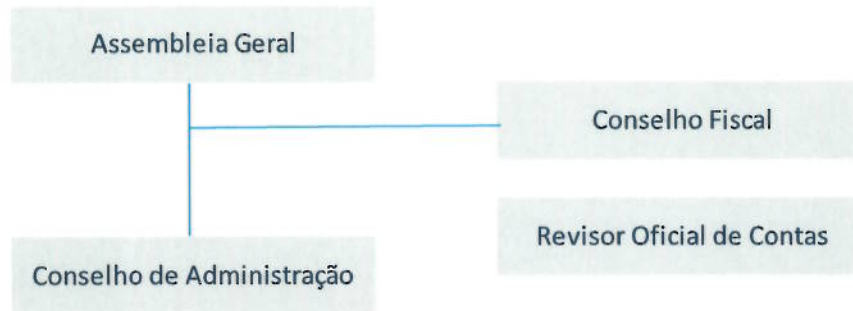 Assembleia Geral
Conselho Fiscal
Revisor Oficial de Contas
Conselho de Administração